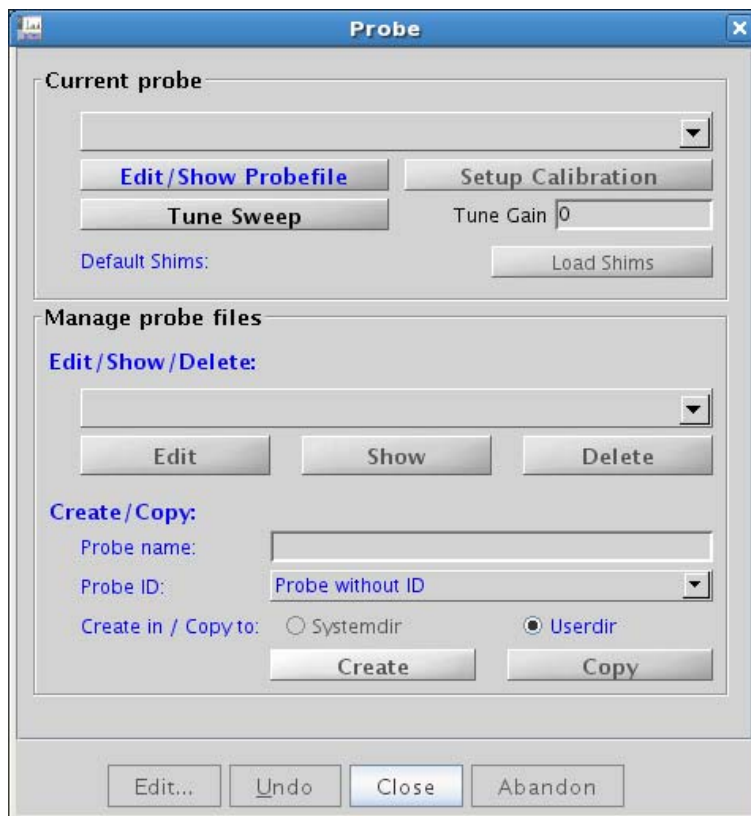 Probe
Current probe
Edit/Show Probefile
Setup Calibration
Tune Sweep
Tune Gain 0
Default Shims:
Load Shims
Manage probe files
Edit/Show/Delete:
Edit
Show
Delete
Create/Copy:
Probe name:
Probe ID: Probe without ID
Create in / Copy to: Systemdir Userdir
Create
Copy
Edit...
Undo
Close
Abandon